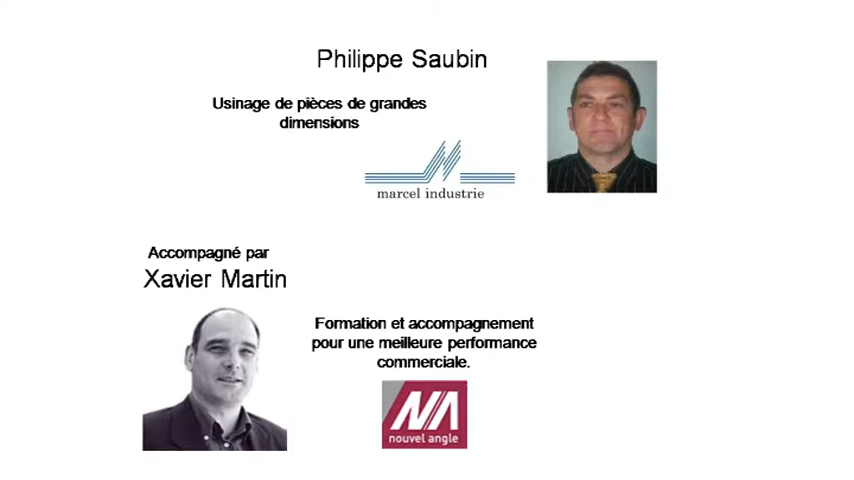 Philippe Saubin
Usinage de pièces de grandes
dimensions
marcel industrie
Accompagné par
Xavier Martin
Formation et accompagnement
pour une meilleure performance
commerciale.
NA
nouvel angle